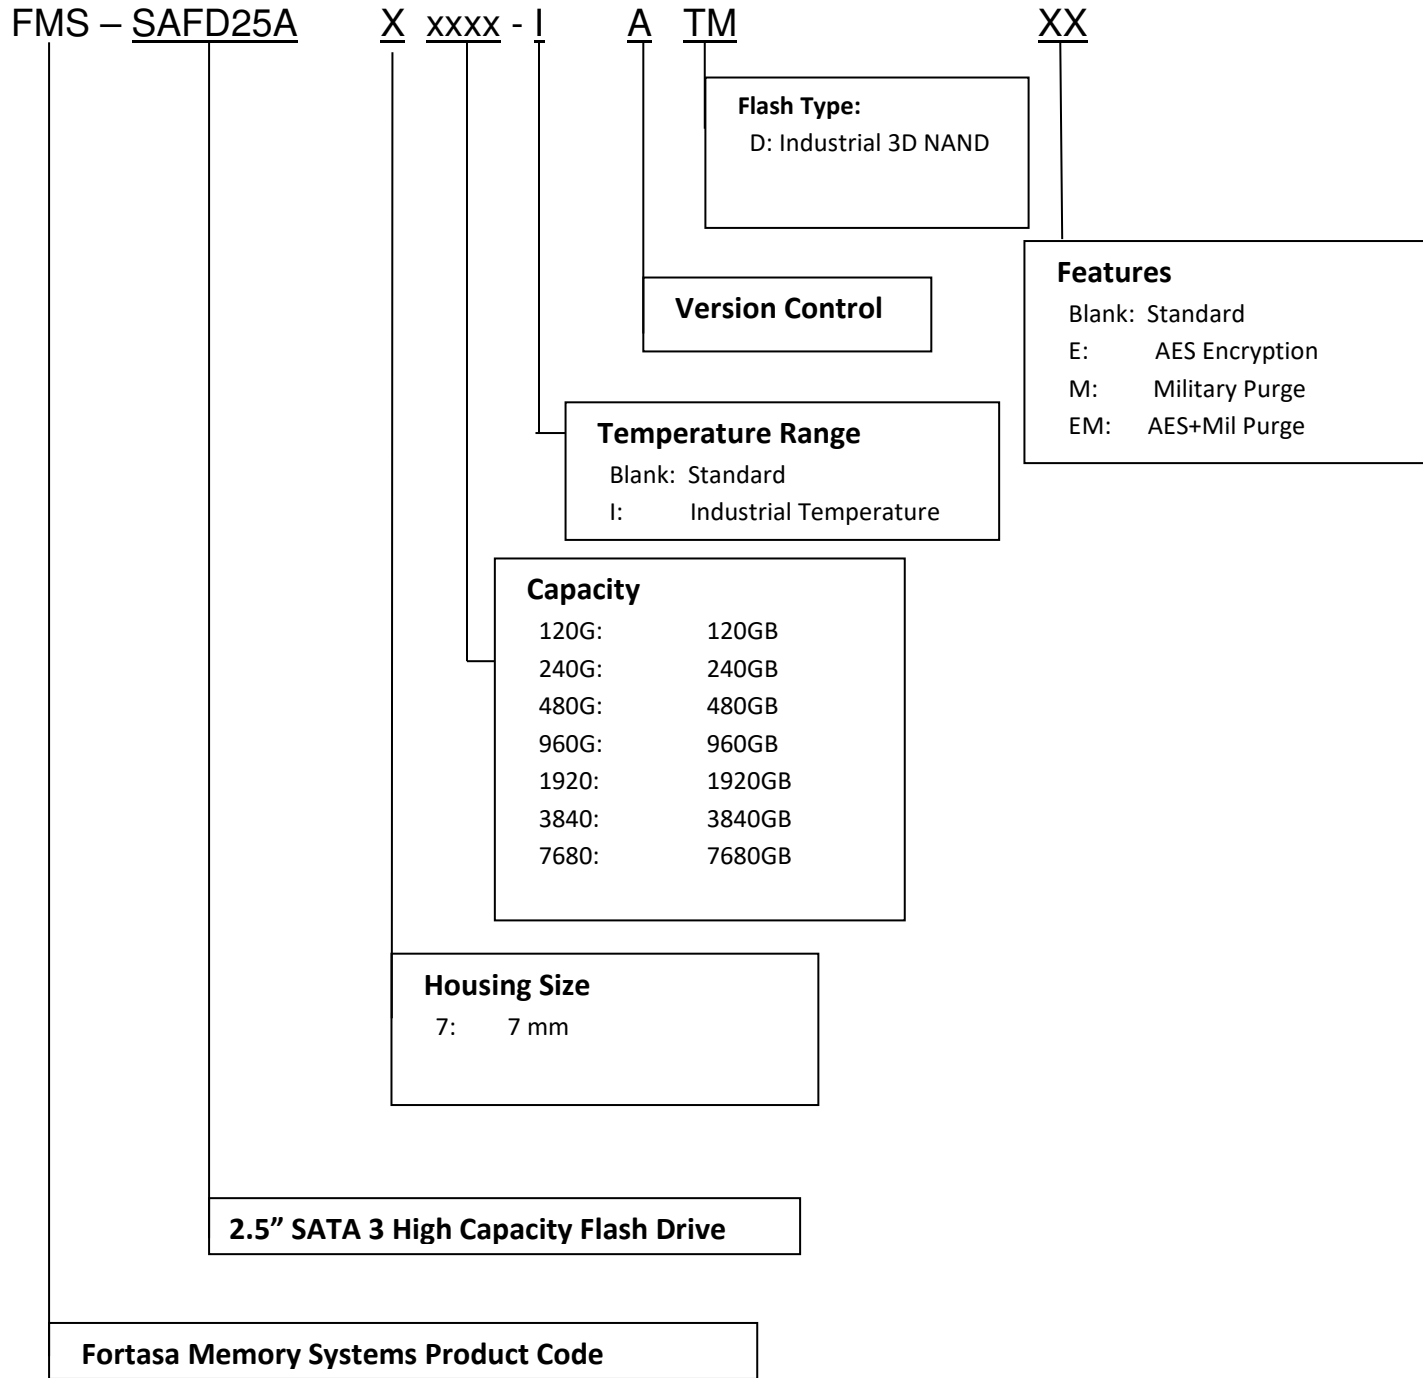 FMS – SAFD25A X xxxx - I A TM XX
Flash Type:
D: Industrial 3D NAND
Features
Blank: Standard
E: AES Encryption
M: Military Purge
EM: AES+Mil Purge
Version Control
Temperature Range
Blank: Standard
I: Industrial Temperature
Capacity
120G: 120GB
240G: 240GB
480G: 480GB
960G: 960GB
1920: 1920GB
3840: 3840GB
7680: 7680GB
Housing Size
7: 7 mm
2.5” SATA 3 High Capacity Flash Drive
Fortasa Memory Systems Product Code